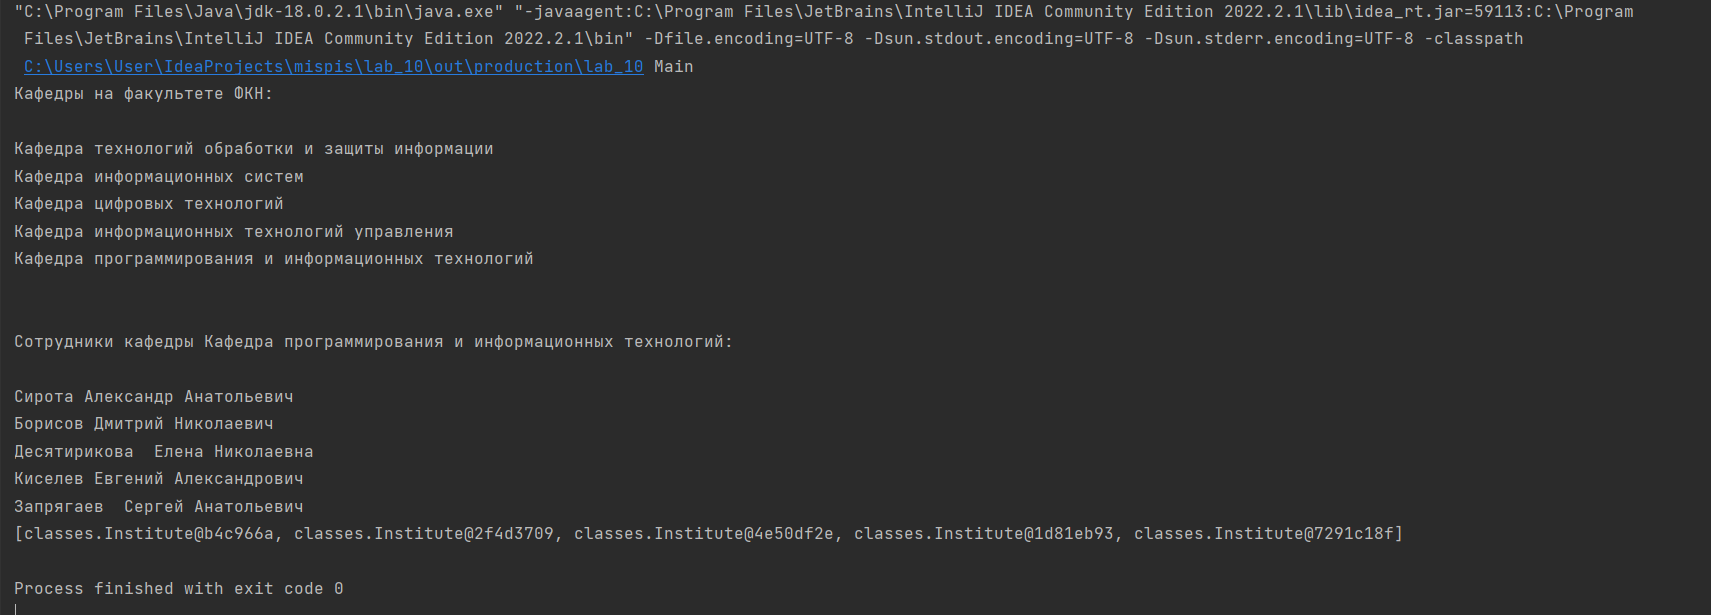 "C:\Program Files\Java\jdk-18.0.2.1\bin\java.exe" "-javaagent:C:\Program Files\JetBrains\IntelliJ IDEA Community Edition 2022.2.1\lib\idea_rt.jar=59113:C:\Program
Files\JetBrains\IntelliJ IDEA Community Edition 2022.2.1\bin" -Dfile.encoding=UTF-8 -Dsun.stdout.encoding=UTF-8 -Dsun.stderr.encoding=UTF-8 -classpath
C:\Users\User\IdeaProjects\mispis\lab_10\out\production\lab_10 Main
Кафедры на факультете ФКН:
Кафедра технологий обработки и защиты информации
Кафедра информационных систем
Кафедра цифровых технологий
Кафедра информационных технологий управления
Кафедра программирования и информационных технологий
Сотрудники кафедры Кафедра программирования и информационных технологий:
Сирота Александр Анатольевич
Борисов Дмитрий Николаевич
Десятирикова  Елена Николаевна
Киселев Евгений Александрович
Запрягаев  Сергей Анатольевич
[classes.Institute@b4c966a, classes.Institute@2f4d3709, classes.Institute@4e50df2e, classes.Institute@1d81eb93, classes.Institute@7291c18f]
Process finished with exit code 0